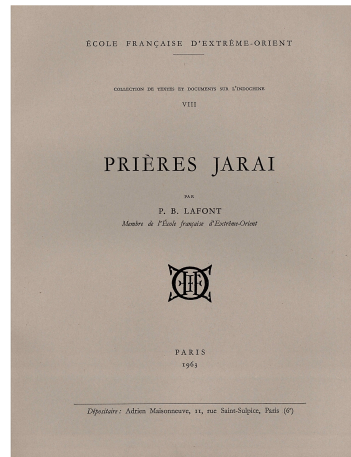 ÉCOLE FRANÇAISE D'EXTRÊME-ORIENT
COLLECTION DE TEXTES ET DOCUMENTS SUR L'INDOCHINE
VIII
PRIÈRES JARAI
PAR
P. B. LAFONT
Membre de l'École française d'Extrême-Orient
PARIS
1963
Dépositaire : Adrien Maisonneuve, 11, rue Saint-Sulpice, Paris (6e)